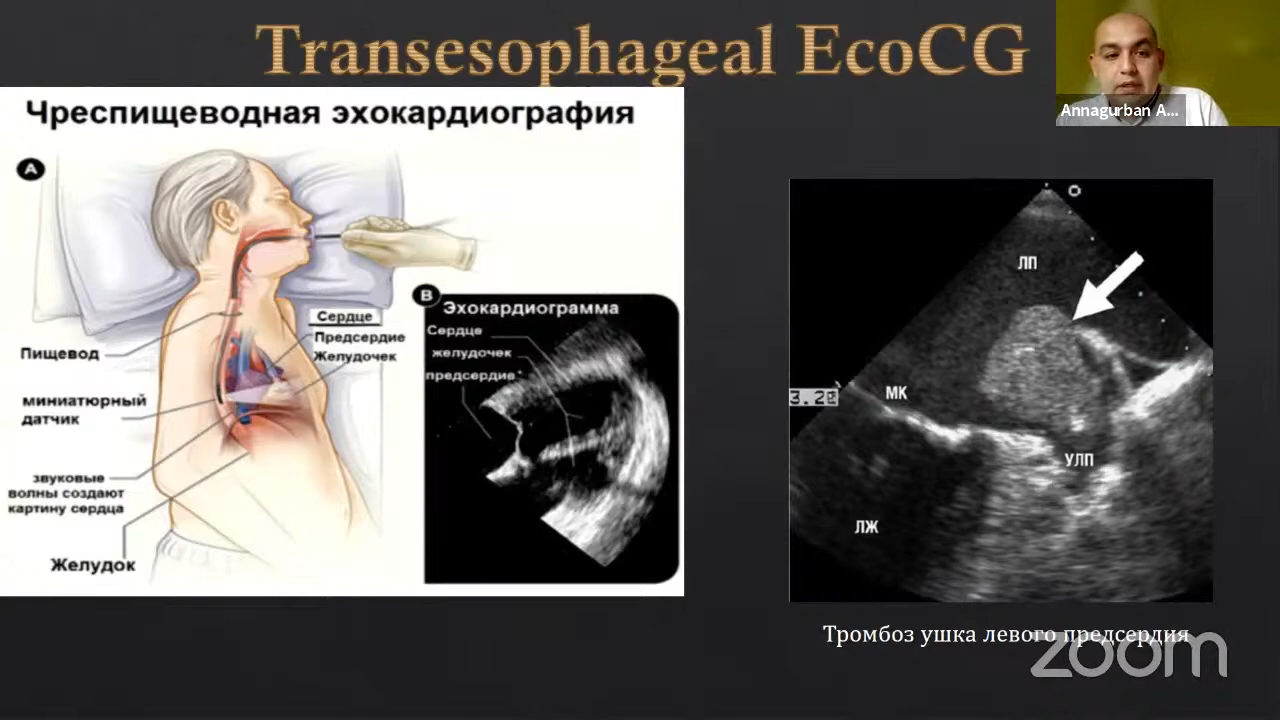 Transesophageal EcoCG
Annagurban A...
Чреспищеводная эхокардиография
A
Сердце
Предсердие
Желудочек
Пищевод
миниатюрный
датчик
звуковые
волны создают
картину сердца
Желудок
B
Эхокардиограмма
Сердце
желудочек
предсердие
ЛП
МК
УЛП
ЛЖ
Тромбоз ушка левого предсердия
zoom